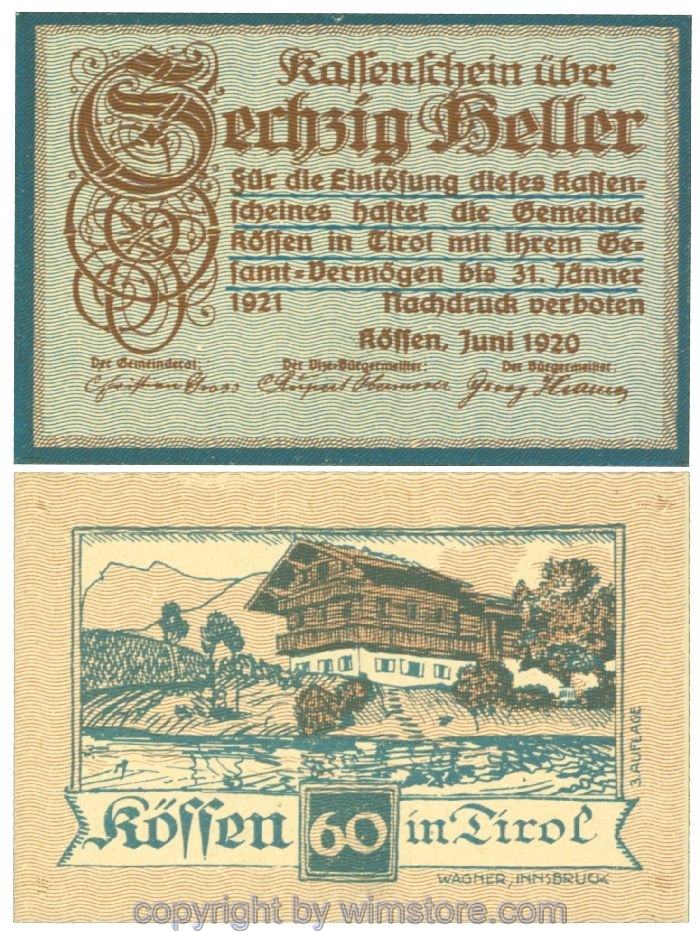 Kassenschein über
Sechzig Heller
Für die Einlösung dieses Kassen=
scheines haftet die Gemeinde
Kössen in Tirol mit ihrem Ge=
samt=Vermögen bis 31. Jänner
1921 Nachdruck verboten
Kössen, Juni 1920
Der Gemeinderat: Der Vize=Bürgermeister: Der Bürgermeister:
3. AUFLAGE
Kössen 60 in Tirol
WAGNER, INNSBRUCK
copyright by wimstore.com